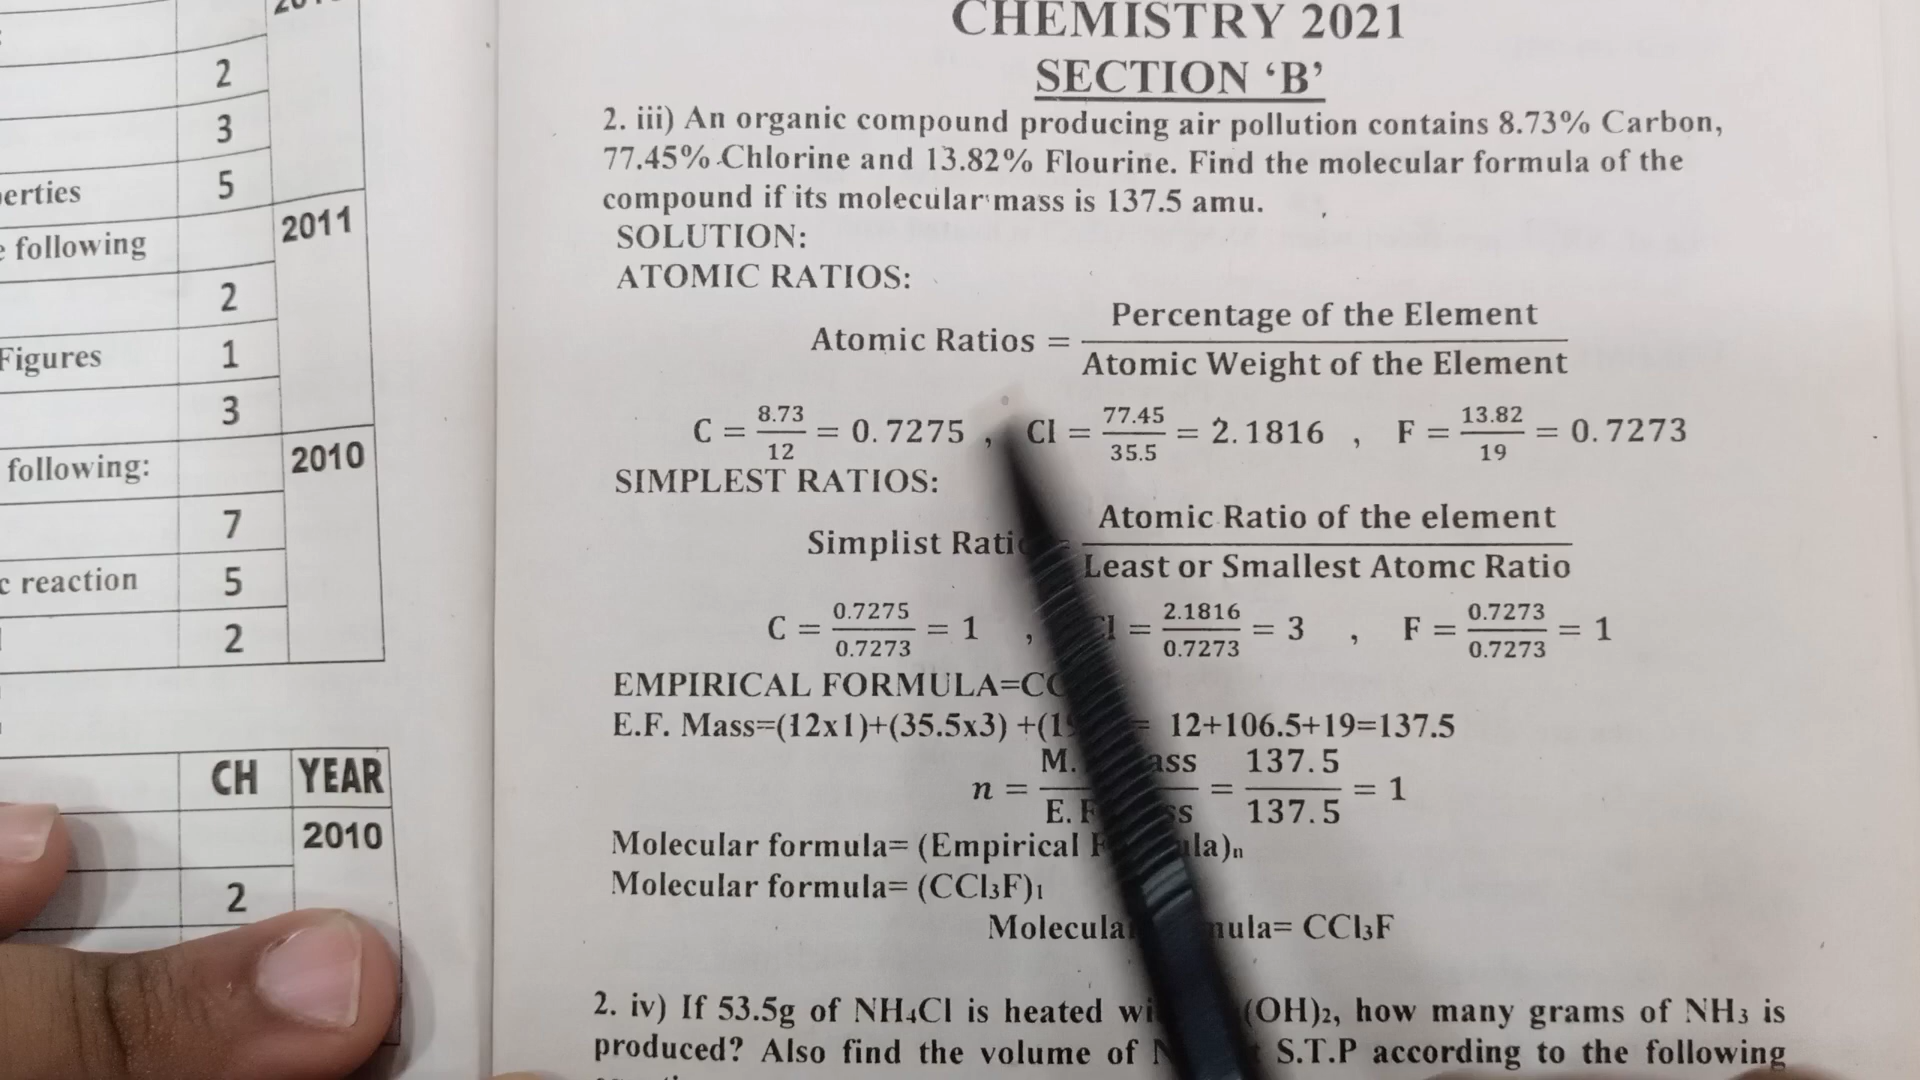 2
3
perties 5
2011
following
2
Figures 1
3
following: 2010
7
c reaction 5
2
CH YEAR
2010
2
CHEMISTRY 2021
SECTION ‘B’
2. iii) An organic compound producing air pollution contains 8.73% Carbon,
77.45% Chlorine and 13.82% Flourine. Find the molecular formula of the
compound if its molecular mass is 137.5 amu.
SOLUTION:
ATOMIC RATIOS:
Atomic Ratios = Percentage of the Element / Atomic Weight of the Element
C = 8.73/12 = 0.7275 , Cl = 77.45/35.5 = 2.1816 , F = 13.82/19 = 0.7273
SIMPLEST RATIOS:
Simplist = Atomic Ratio of the element / Least or Smallest Atomc Ratio
C = 0.7275/0.7273 = 1 , = 2.1816/0.7273 = 3 , F = 0.7273/0.7273 = 1
EMPIRICAL FORMULA=
E.F. Mass=(12x1)+(35.5x3) + = 12+106.5+19=137.5
n = = 137.5/137.5 = 1
Molecular formula= (Empirical )n
Molecular formula= (CCl₃F)₁
= CCl₃F
2. iv) If 53.5g of NH₄Cl is heated (OH)₂, how many grams of NH₃ is
produced? Also find the volume of S.T.P according to the following